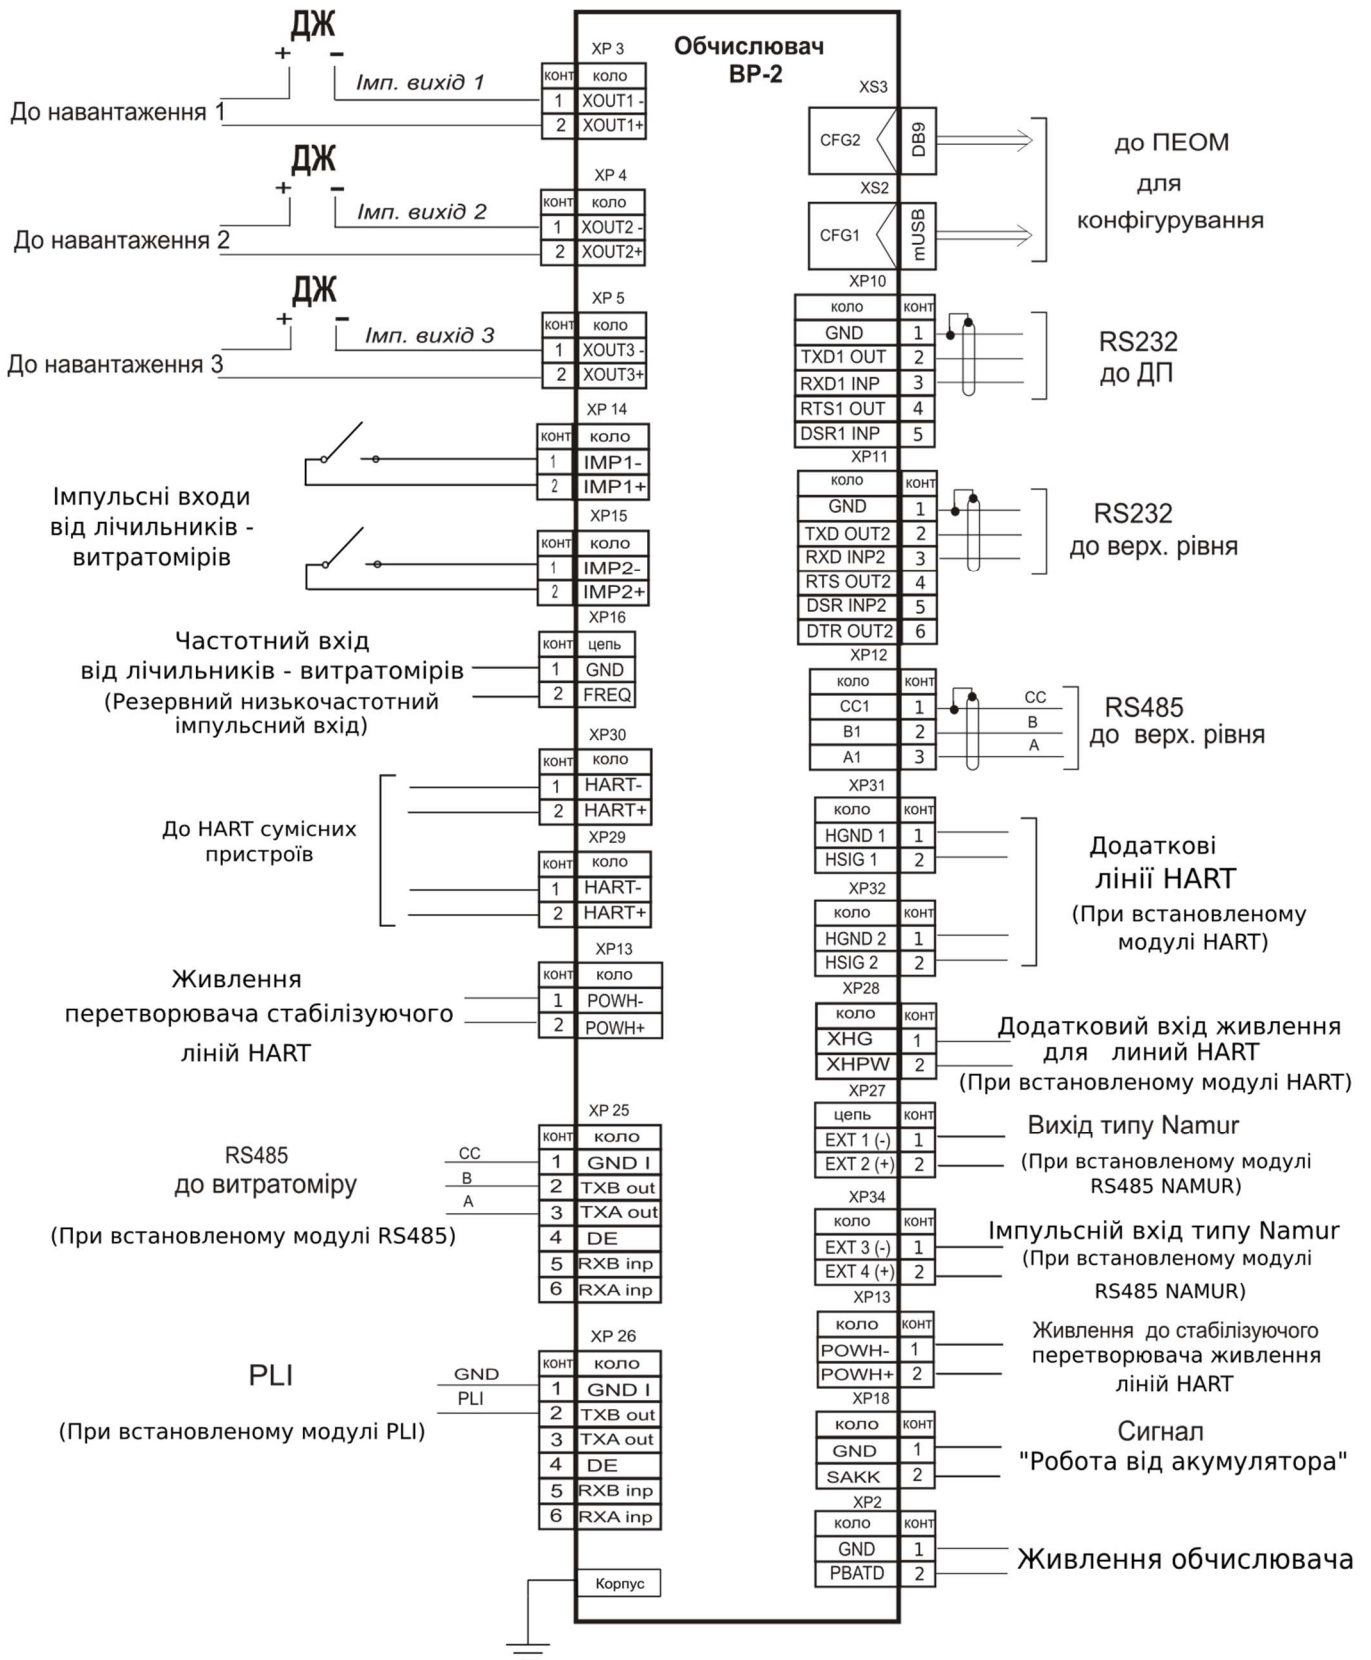 Обчислювач
ВР-2
ДЖ
+ −
Імп. вихід 1
До навантаження 1
XP 3
конт коло
1 XOUT1 -
2 XOUT1+
ДЖ
+ −
Імп. вихід 2
До навантаження 2
XP 4
конт коло
1 XOUT2 -
2 XOUT2+
ДЖ
+ −
Імп. вихід 3
До навантаження 3
XP 5
конт коло
1 XOUT3 -
2 XOUT3+
Імпульсні входи
від лічильників -
витратомірів
XP 14
конт коло
1 IMP1-
2 IMP1+
XP15
конт коло
1 IMP2-
2 IMP2+
Частотний вхід
від лічильників - витратомірів
(Резервний низькочастотний
імпульсний вхід)
XP16
конт цепь
1 GND
2 FREQ
До HART сумісних
пристроїв
XP30
конт коло
1 HART-
2 HART+
XP29
конт коло
1 HART-
2 HART+
Живлення
перетворювача стабілізуючого
ліній HART
XP13
конт коло
1 POWH-
2 POWH+
RS485
до витратоміру
(При встановленому модулі RS485)
CC
B
A
XP 25
конт коло
1 GND I
2 TXB out
3 TXA out
4 DE
5 RXB inp
6 RXA inp
PLI
(При встановленому модулі PLI)
GND
PLI
XP 26
конт коло
1 GND I
2 TXB out
3 TXA out
4 DE
5 RXB inp
6 RXA inp
Корпус
XS3
CFG2 DB9
XS2
CFG1 mUSB
до ПЕОМ
для
конфігурування
XP10
коло конт
GND 1
TXD1 OUT 2
RXD1 INP 3
RTS1 OUT 4
DSR1 INP 5
RS232
до ДП
XP11
коло конт
GND 1
TXD OUT2 2
RXD INP2 3
RTS OUT2 4
DSR INP2 5
DTR OUT2 6
RS232
до верх. рівня
XP12
коло конт
CC1 1
B1 2
A1 3
CC
B
A
RS485
до верх. рівня
XP31
коло конт
HGND 1 1
HSIG 1 2
XP32
коло конт
HGND 2 1
HSIG 2 2
Додаткові
лінії HART
(При встановленому
модулі HART)
XP28
коло конт
XHG 1
XHPW 2
Додатковий вхід живлення
для линий HART
(При встановленому модулі HART)
XP27
цепь конт
EXT 1 (-) 1
EXT 2 (+) 2
Вихід типу Namur
(При встановленому модулі
RS485 NAMUR)
XP34
коло конт
EXT 3 (-) 1
EXT 4 (+) 2
Імпульсній вхід типу Namur
(При встановленому модулі
RS485 NAMUR)
XP13
коло конт
POWH- 1
POWH+ 2
Живлення до стабілізуючого
перетворювача живлення
ліній HART
XP18
коло конт
GND 1
SAKK 2
Сигнал
"Робота від акумулятора"
XP2
коло конт
GND 1
PBATD 2
Живлення обчислювача